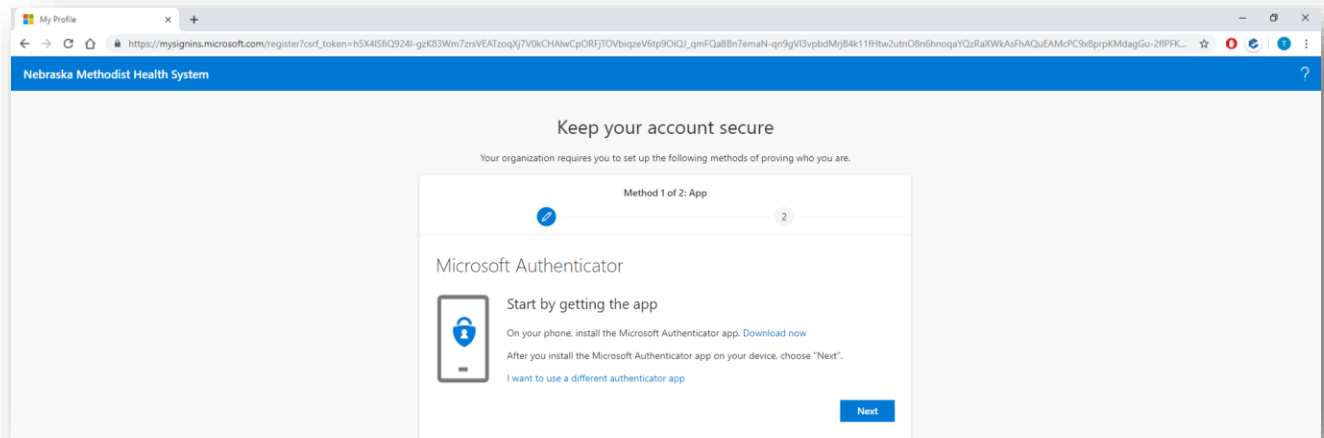 My Profile
https://mysignins.microsoft.com/register?csrf_token=
Nebraska Methodist Health System
?
Keep your account secure
Your organization requires you to set up the following methods of proving who you are.
Method 1 of 2: App
2
Microsoft Authenticator
Start by getting the app
On your phone, install the Microsoft Authenticator app. Download now
After you install the Microsoft Authenticator app on your device, choose "Next".
I want to use a different authenticator app
Next